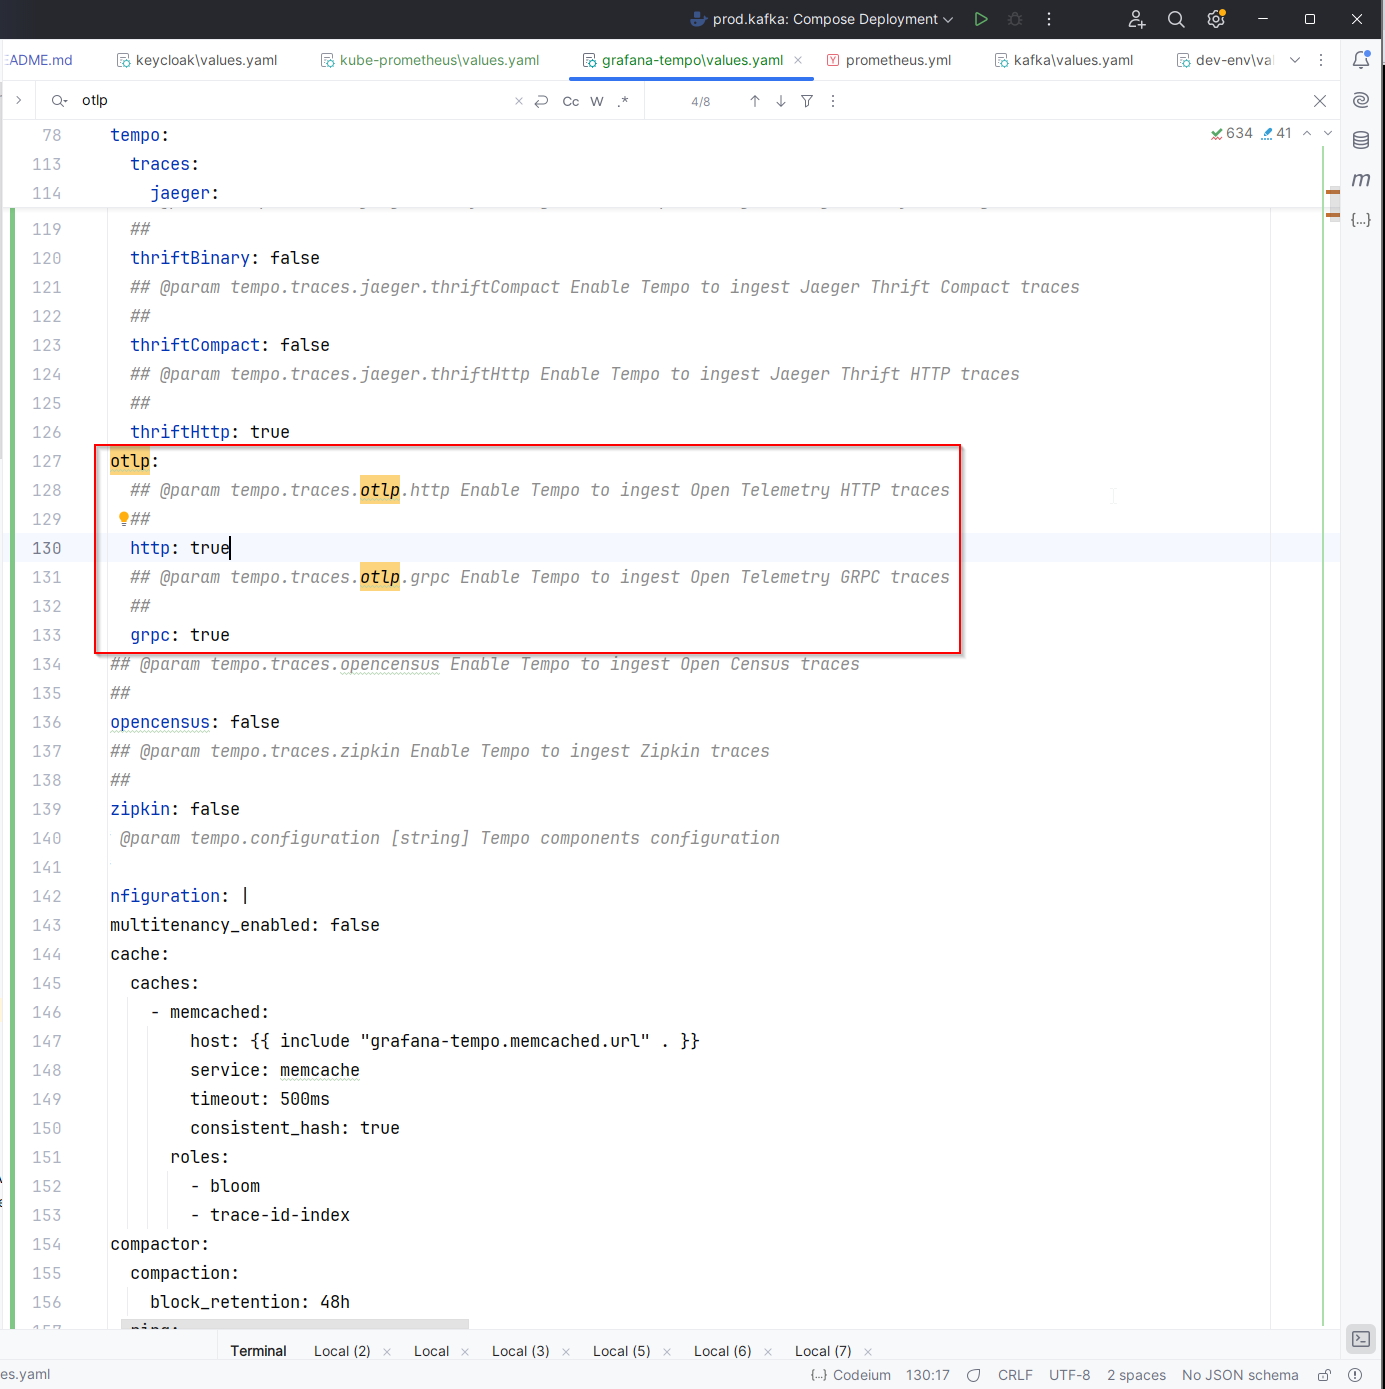 prod.kafka: Compose Deployment
ADME.md
keycloak\values.yaml
kube-prometheus\values.yaml
grafana-tempo\values.yaml
prometheus.yml
kafka\values.yaml
dev-env\va
otlp
Cc W .*
4/8
634 41
78 tempo:
113 traces:
114 jaeger:
119 ##
120 thriftBinary: false
121 ## @param tempo.traces.jaeger.thriftCompact Enable Tempo to ingest Jaeger Thrift Compact traces
122 ##
123 thriftCompact: false
124 ## @param tempo.traces.jaeger.thriftHttp Enable Tempo to ingest Jaeger Thrift HTTP traces
125 ##
126 thriftHttp: true
127 otlp:
128 ## @param tempo.traces.otlp.http Enable Tempo to ingest Open Telemetry HTTP traces
129 ##
130 http: true
131 ## @param tempo.traces.otlp.grpc Enable Tempo to ingest Open Telemetry GRPC traces
132 ##
133 grpc: true
134 ## @param tempo.traces.opencensus Enable Tempo to ingest Open Census traces
135 ##
136 opencensus: false
137 ## @param tempo.traces.zipkin Enable Tempo to ingest Zipkin traces
138 ##
139 zipkin: false
140 @param tempo.configuration [string] Tempo components configuration
141
142 nfiguration: |
143 multitenancy_enabled: false
144 cache:
145 caches:
146 - memcached:
147 host: {{ include "grafana-tempo.memcached.url" . }}
148 service: memcache
149 timeout: 500ms
150 consistent_hash: true
151 roles:
152 - bloom
153 - trace-id-index
154 compactor:
155 compaction:
156 block_retention: 48h
Terminal Local (2) Local Local (3) Local (5) Local (6) Local (7)
es.yaml
{...} Codeium 130:17 CRLF UTF-8 2 spaces No JSON schema